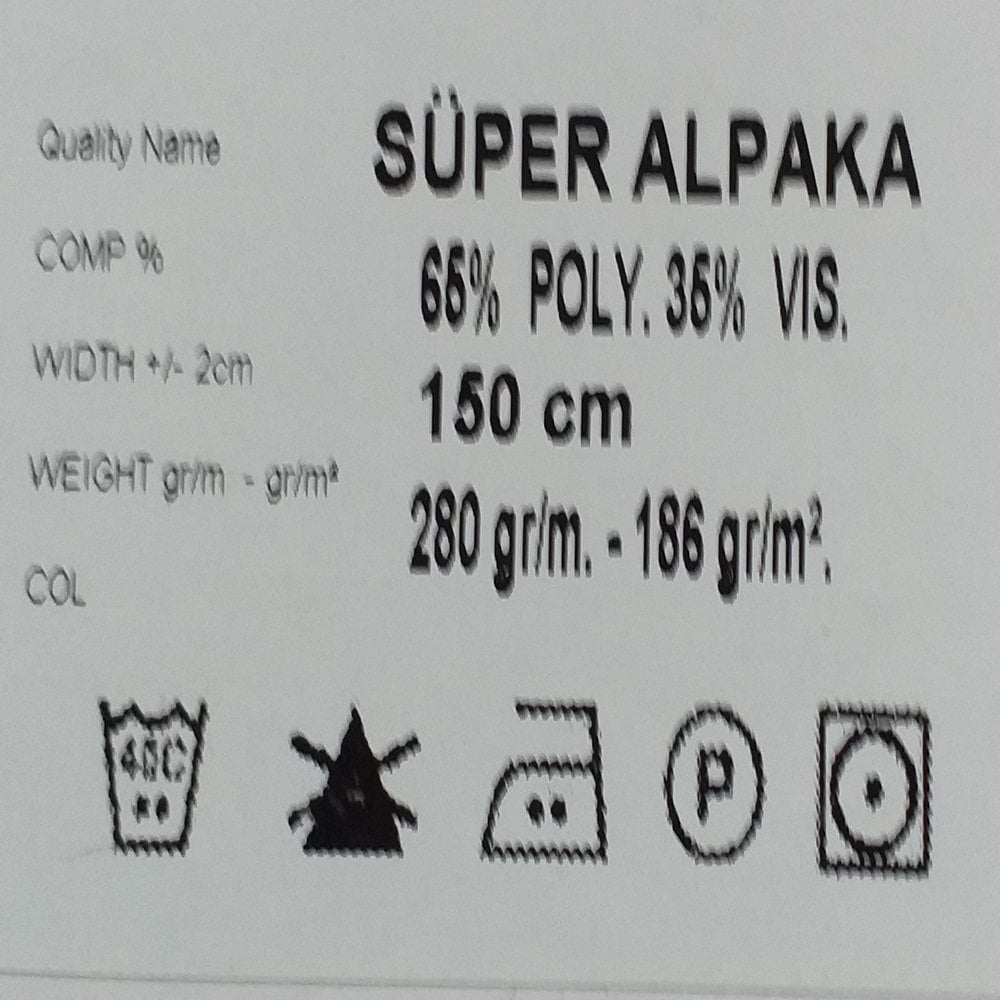 Quality Name SÜPER ALPAKA
COMP % 65% POLY. 35% VIS.
WIDTH +/- 2cm 150 cm
WEIGHT gr/m - gr/m² 280 gr/m. - 186 gr/m².
COL
40C P